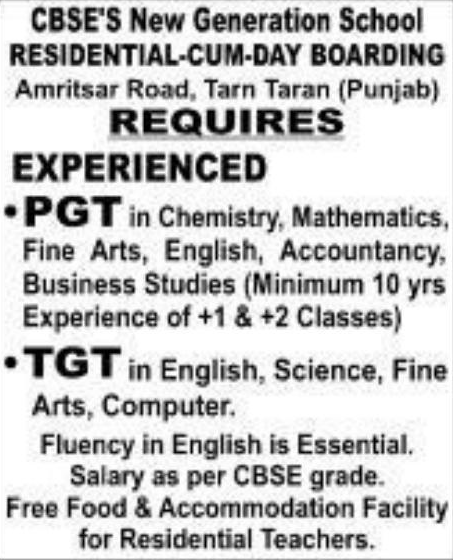 CBSE'S New Generation School
RESIDENTIAL-CUM-DAY BOARDING
Amritsar Road, Tarn Taran (Punjab)
REQUIRES
EXPERIENCED
•PGT in Chemistry, Mathematics,
Fine Arts, English, Accountancy,
Business Studies (Minimum 10 yrs
Experience of +1 & +2 Classes)
•TGT in English, Science, Fine
Arts, Computer.
Fluency in English is Essential.
Salary as per CBSE grade.
Free Food & Accommodation Facility
for Residential Teachers.